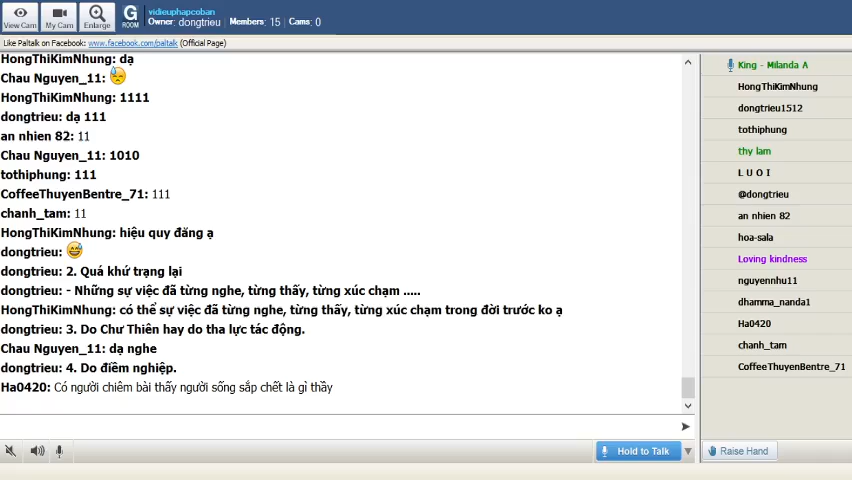 View Cam
My Cam
Enlarge
G
ROOM
vidieuphapcoban
Owner: dongtrieu Members: 15 Cams: 0
Like Paltalk on Facebook: www.facebook.com/paltalk (Official Page)
HongThiKimNhung: dạ
Chau Nguyen_11:
HongThiKimNhung: 1111
dongtrieu: dạ 111
an nhien 82: 11
Chau Nguyen_11: 1010
tothiphung: 111
CoffeeThuyenBentre_71: 111
chanh_tam: 11
HongThiKimNhung: hiệu quy đăng ạ
dongtrieu:
dongtrieu: 2. Quá khứ trạng lại
dongtrieu: - Những sự việc đã từng nghe, từng thấy, từng xúc chạm .....
HongThiKimNhung: có thể sự việc đã từng nghe, từng thấy, từng xúc chạm trong đời trước ko ạ
dongtrieu: 3. Do Chư Thiên hay do tha lực tác động.
Chau Nguyen_11: dạ nghe
dongtrieu: 4. Do điềm nghiệp.
Ha0420: Có người chiêm bài thấy người sống sắp chết là gì thầy
King - Milanda A
HongThiKimNhung
dongtrieu1512
tothiphung
thy lam
L U O I
@dongtrieu
an nhien 82
hoa-sala
Loving kindness
nguyennhu11
dhamma_nanda1
Ha0420
chanh_tam
CoffeeThuyenBentre_71
Hold to Talk
Raise Hand